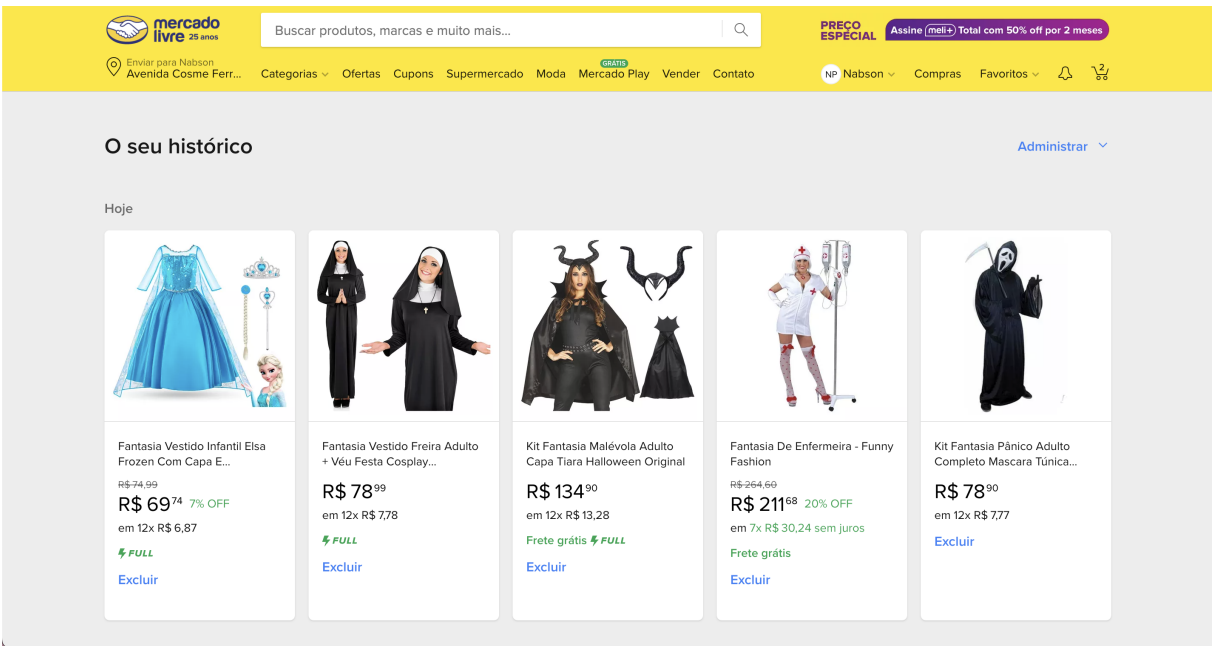 mercado
livre 25 anos
Buscar produtos, marcas e muito mais...
PREÇO
ESPECIAL
Assine meli+ Total com 50% off por 2 meses
Enviar para Nabson
Avenida Cosme Ferr...
Categorias
Ofertas
Cupons
Supermercado
Moda
GRÁTIS
Mercado Play
Vender
Contato
NP Nabson
Compras
Favoritos
2
O seu histórico
Administrar
Hoje
Fantasia Vestido Infantil Elsa
Frozen Com Capa E...
R$ 74,99
R$ 69 74 7% OFF
em 12x R$ 6,87
FULL
Excluir
Fantasia Vestido Freira Adulto
+ Véu Festa Cosplay...
R$ 78 99
em 12x R$ 7,78
FULL
Excluir
Kit Fantasia Malévola Adulto
Capa Tiara Halloween Original
R$ 134 90
em 12x R$ 13,28
Frete grátis FULL
Excluir
Fantasia De Enfermeira - Funny
Fashion
R$ 264,60
R$ 211 68 20% OFF
em 7x R$ 30,24 sem juros
Frete grátis
Excluir
Kit Fantasia Pânico Adulto
Completo Mascara Túnica...
R$ 78 90
em 12x R$ 7,77
Excluir